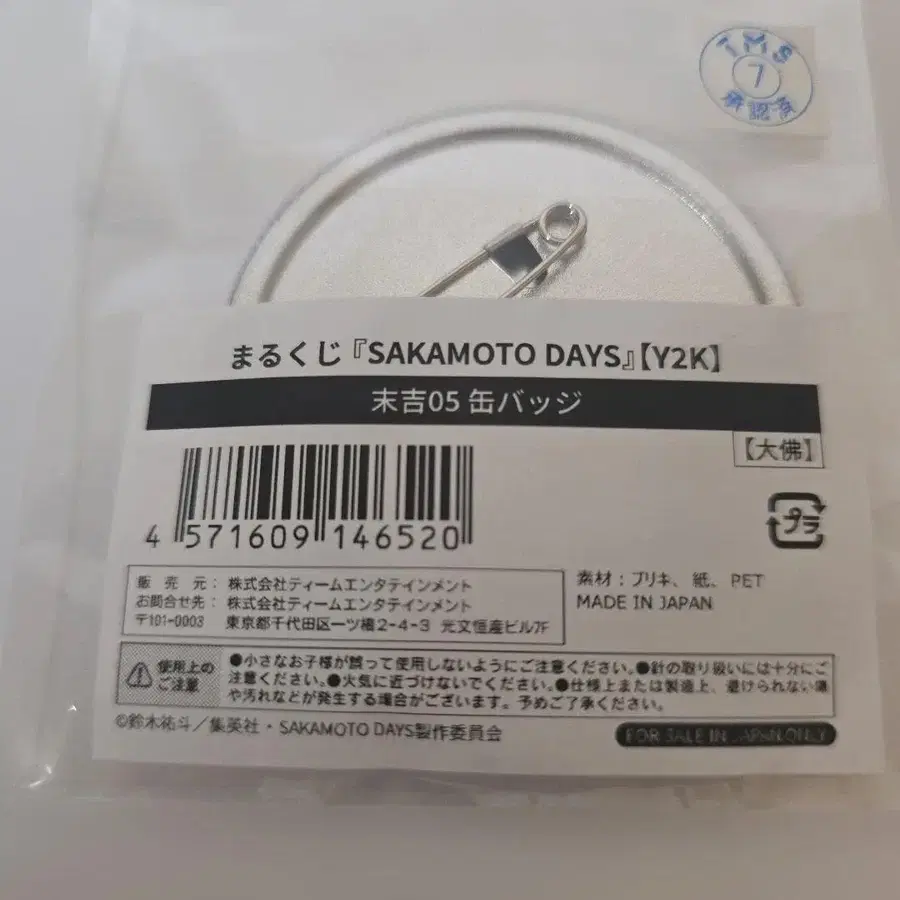 TMS
7
承認済
まるくじ『SAKAMOTO DAYS』【Y2K】
末吉05 缶バッジ
【大佛】
4 571609 146520
プラ
販売元：株式会社ティームエンタテインメント
お問合せ先：株式会社ティームエンタテインメント
〒101-0003 東京都千代田区一ツ橋2-4-3 光文恒産ビル7F
素材：ブリキ、紙、PET
MADE IN JAPAN
使用上の
ご注意
●小さなお子様が誤って使用しないようにご注意ください。●針の取り扱いには十分にご
注意ください。●火気に近づけないでください。●仕様上または製造上、避けられない傷
や汚れなどが発生する場合がございます。予めご了承ください。
©鈴木祐斗／集英社・SAKAMOTO DAYS製作委員会
FOR SALE IN JAPAN ONLY